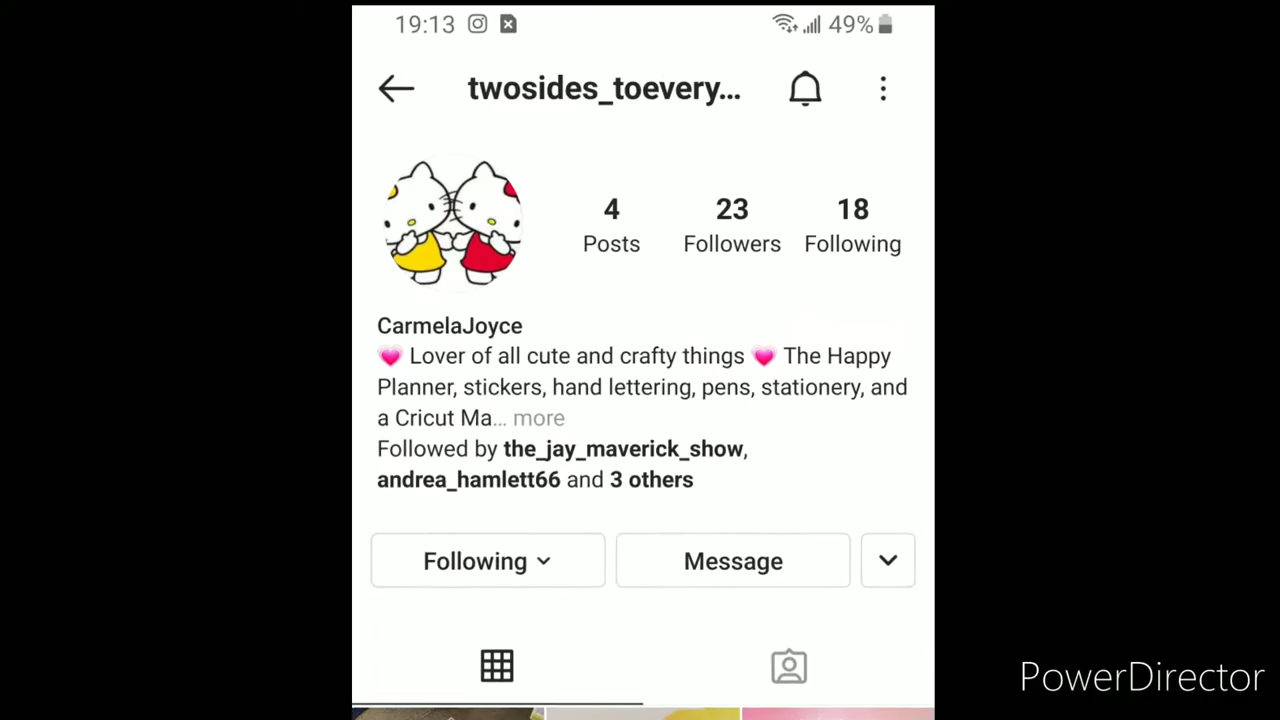 19:13 49%
twosides_toevery...
4 23 18
Posts Followers Following
CarmelaJoyce
💗 Lover of all cute and crafty things 💗 The Happy
Planner, stickers, hand lettering, pens, stationery, and
a Cricut Ma... more
Followed by the_jay_maverick_show,
andrea_hamlett66 and 3 others
Following Message
PowerDirector